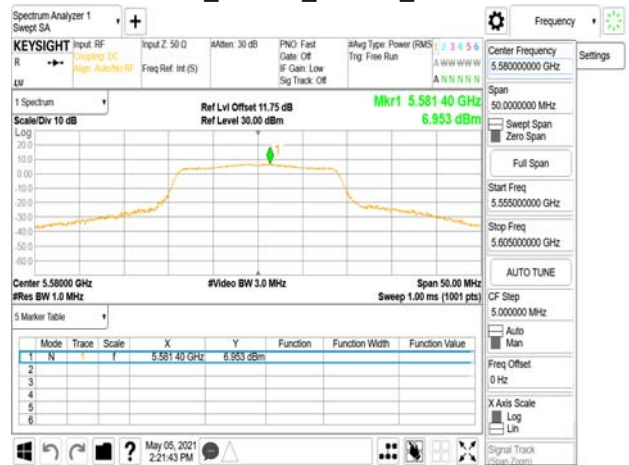 Spectrum Analyzer 1
Swept SA
Frequency
KEYSIGHT
Input: RF
Coupling: DC
Align: Auto/No RF
Input Z: 50 Ω
Freq Ref: Int (S)
#Atten: 30 dB
PNO: Fast
Gate: Off
IF Gain: Low
Sig Track: Off
#Avg Type: Power (RMS)
Trig: Free Run
1 2 3 4 5 6
A W W W W W
A N N N N N
R
Center Frequency
5.580000000 GHz
Settings
Span
50.0000000 MHz
Swept Span
Zero Span
Full Span
Start Freq
5.555000000 GHz
Stop Freq
5.605000000 GHz
AUTO TUNE
CF Step
5.000000 MHz
Auto
Man
Freq Offset
0 Hz
X Axis Scale
Log
Lin
Signal Track
(Span Zoom)
1 Spectrum
Scale/Div 10 dB
Ref Lvl Offset 11.75 dB
Ref Level 30.00 dBm
Mkr1 5.581 40 GHz
6.953 dBm
Log
20.0
10.0
0.00
-10.0
-20.0
-30.0
-40.0
-50.0
-60.0
1
Center 5.58000 GHz
#Res BW 1.0 MHz
#Video BW 3.0 MHz
Span 50.00 MHz
Sweep 1.00 ms (1001 pts)
5 Marker Table
Mode Trace Scale X Y Function Function Width Function Value
1 N 1 f 5.581 40 GHz 6.953 dBm
2
3
4
5
6
?
May 05, 2021
2:21:43 PM